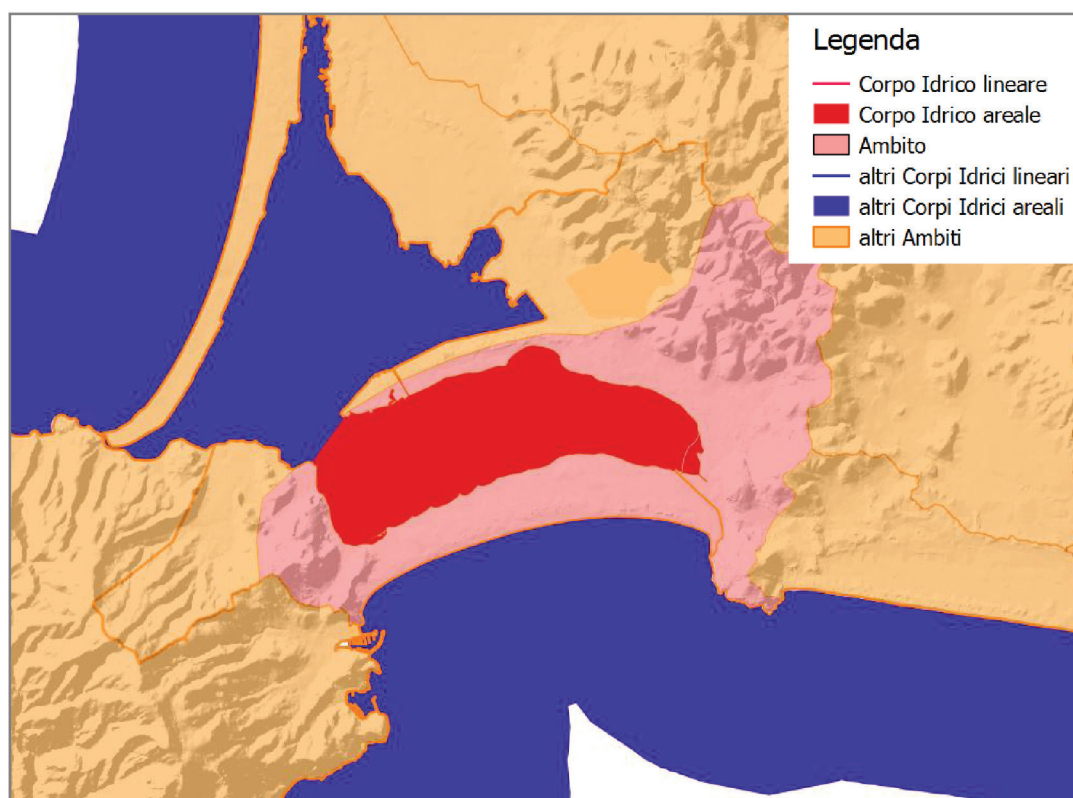 Legenda
Corpo Idrico lineare
Corpo Idrico areale
Ambito
altri Corpi Idrici lineari
altri Corpi Idrici areali
altri Ambiti